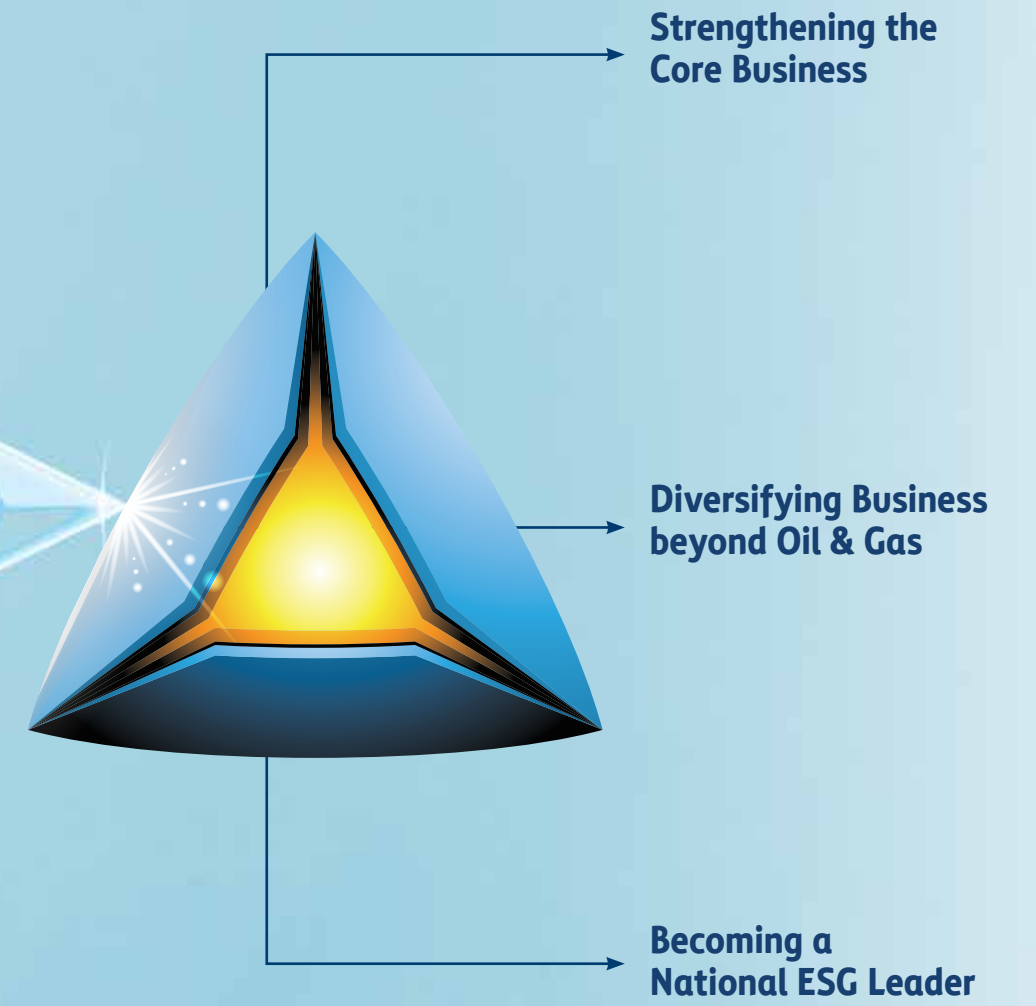 Strengthening the
Core Business
Diversifying Business
beyond Oil & Gas
Becoming a
National ESG Leader